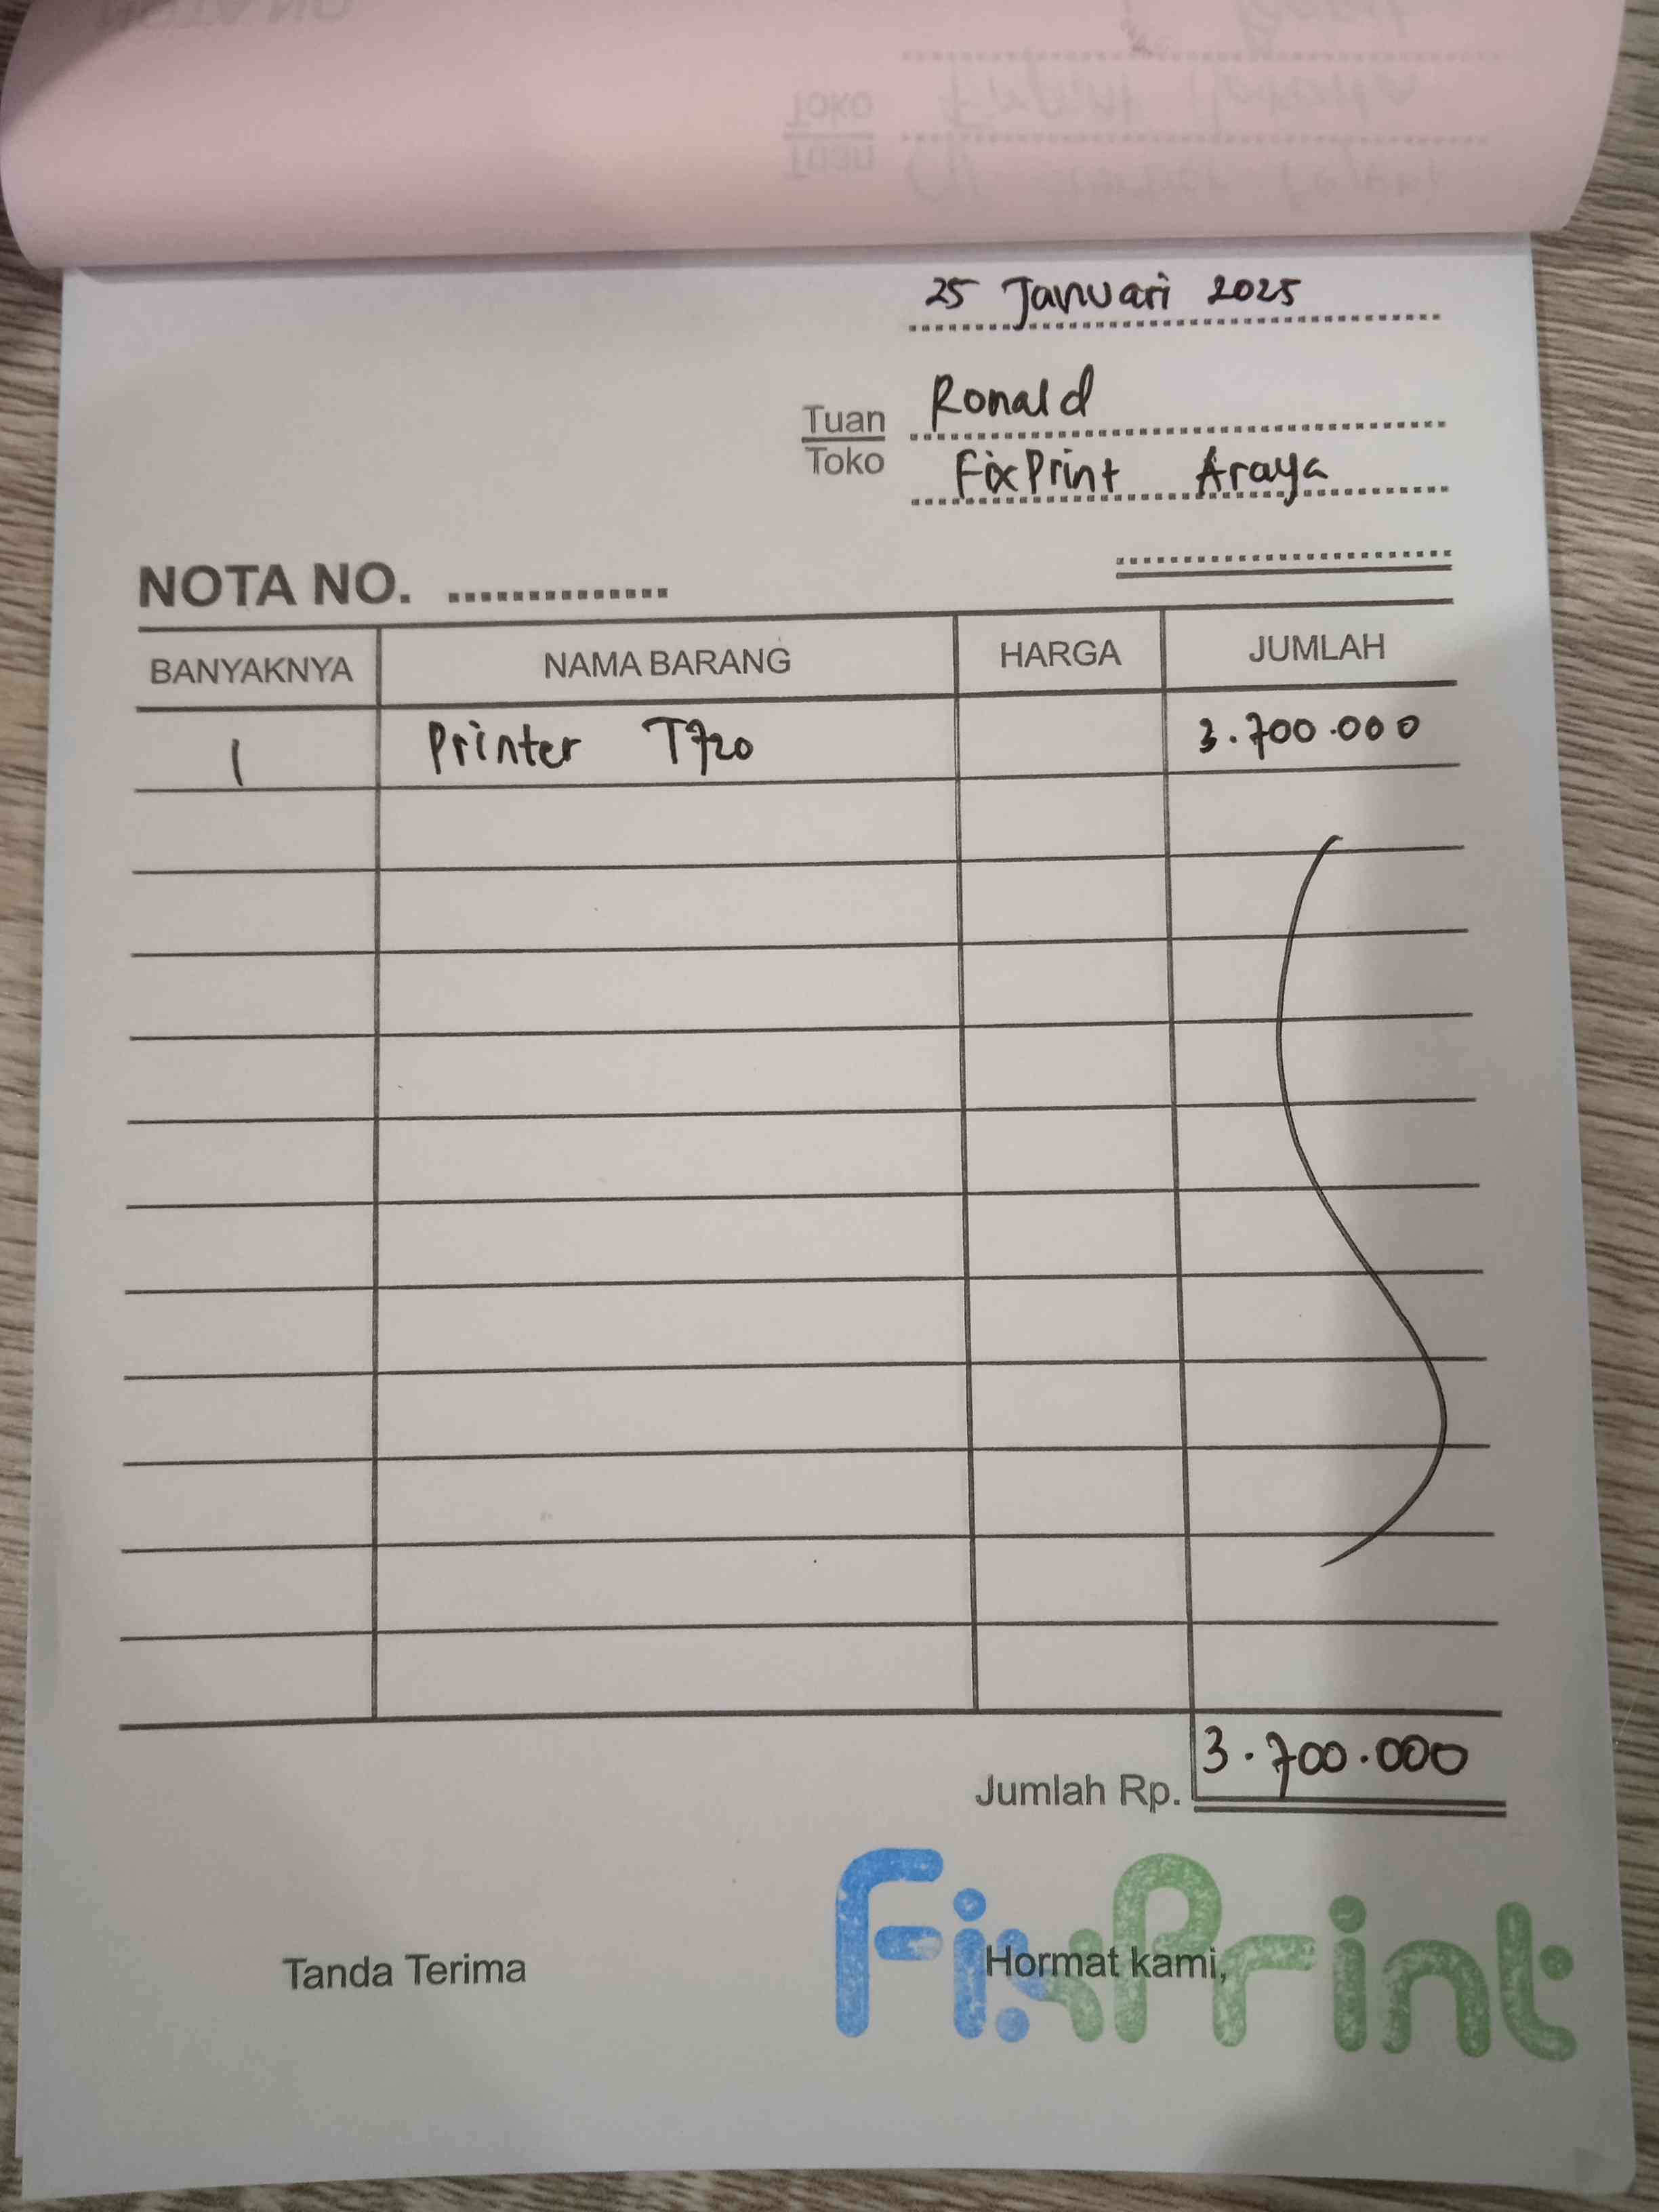 25 Januari 2025
Tuan Ronald
Toko FixPrint Araya
NOTA NO. ..............
BANYAKNYA NAMA BARANG HARGA JUMLAH
1 Printer T720 3.700.000
Jumlah Rp. 3.700.000
Tanda Terima Hormat kami,
FixPrint